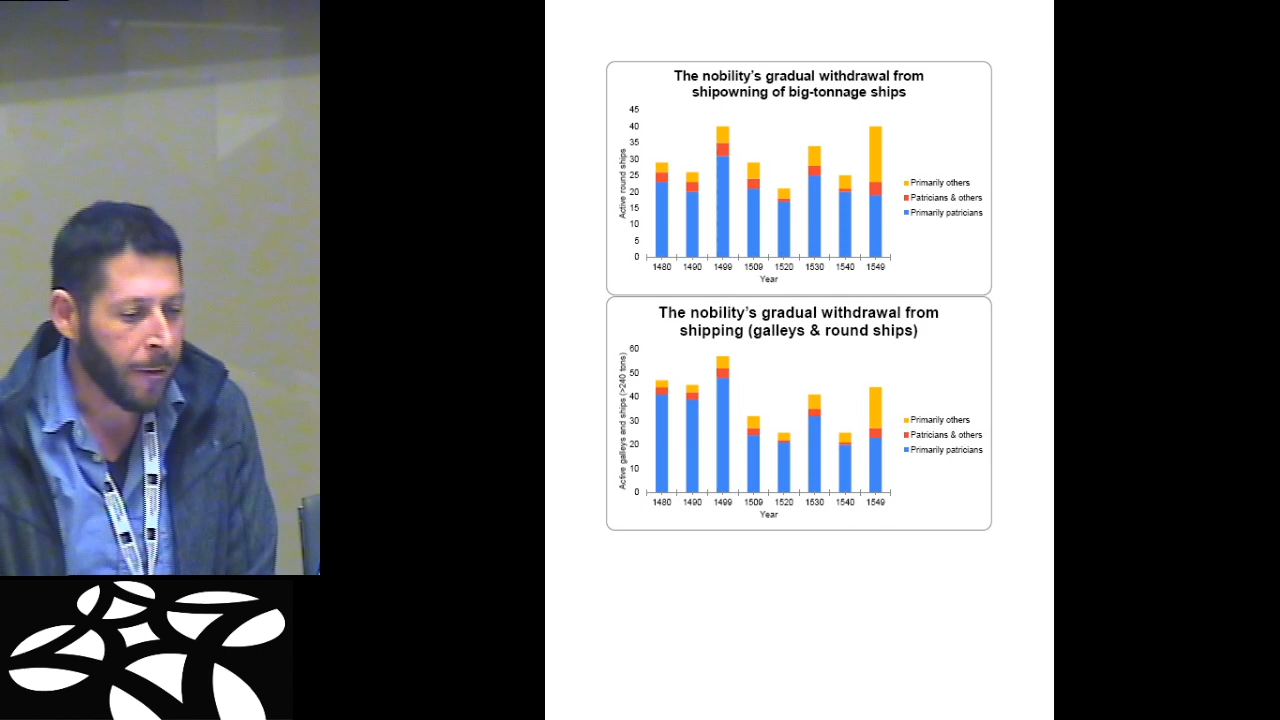 The nobility's gradual withdrawal from
shipowning of big-tonnage ships
Active round ships
45
40
35
30
25
20
15
10
5
0
1480 1490 1499 1509 1520 1530 1540 1549
Year
Primarily others
Patricians & others
Primarily patricians
The nobility's gradual withdrawal from
shipping (galleys & round ships)
Active galleys and ships (>240 tons)
60
50
40
30
20
10
0
1480 1490 1499 1509 1520 1530 1540 1549
Year
Primarily others
Patricians & others
Primarily patricians